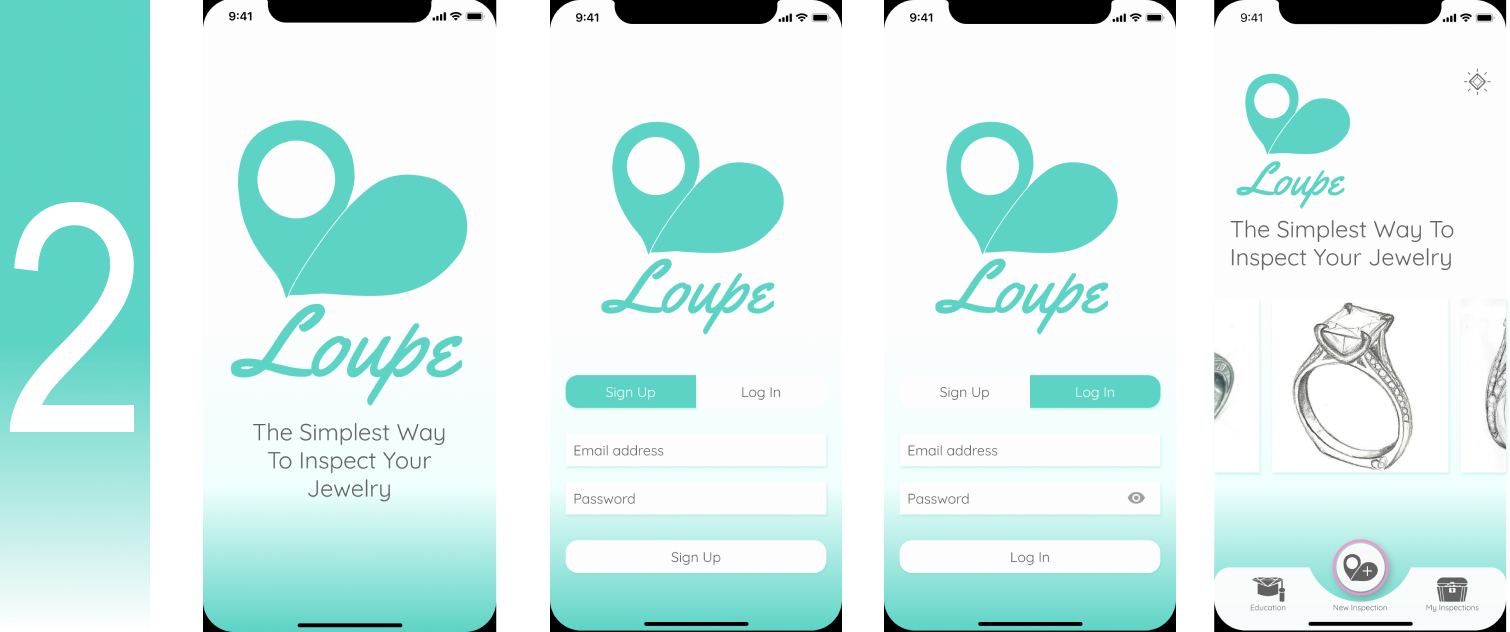 2
9:41
Loupe
The Simplest Way
To Inspect Your
Jewelry
9:41
Loupe
Sign Up
Log In
Email address
Password
Sign Up
9:41
Loupe
Sign Up
Log In
Email address
Password
Log In
9:41
Loupe
The Simplest Way To
Inspect Your Jewelry
Education
New Inspection
My Inspections